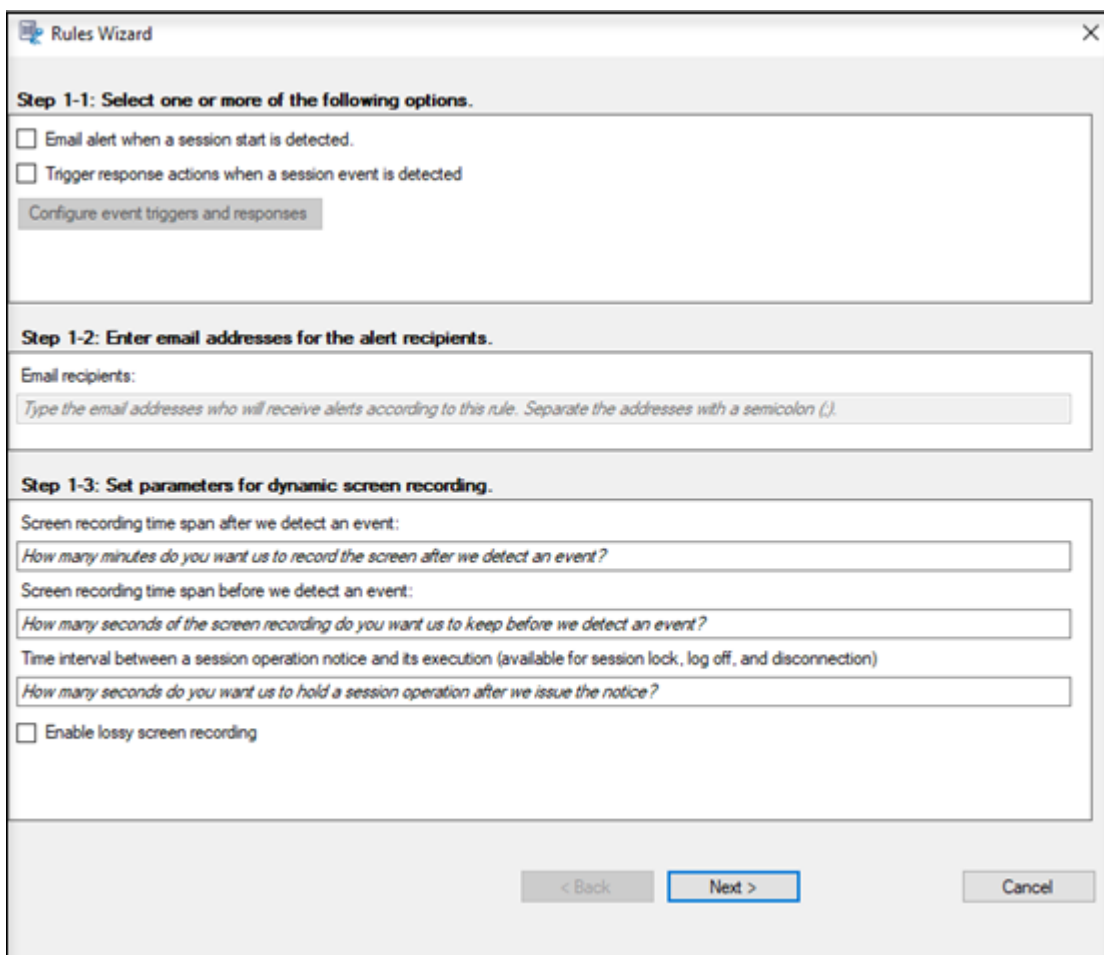 Rules Wizard
Step 1-1: Select one or more of the following options.
Email alert when a session start is detected.
Trigger response actions when a session event is detected
Configure event triggers and responses
Step 1-2: Enter email addresses for the alert recipients.
Email recipients:
Type the email addresses who will receive alerts according to this rule. Separate the addresses with a semicolon (;).
Step 1-3: Set parameters for dynamic screen recording.
Screen recording time span after we detect an event:
How many minutes do you want us to record the screen after we detect an event?
Screen recording time span before we detect an event:
How many seconds of the screen recording do you want us to keep before we detect an event?
Time interval between a session operation notice and its execution (available for session lock, log off, and disconnection)
How many seconds do you want us to hold a session operation after we issue the notice?
Enable lossy screen recording
< Back Next > Cancel